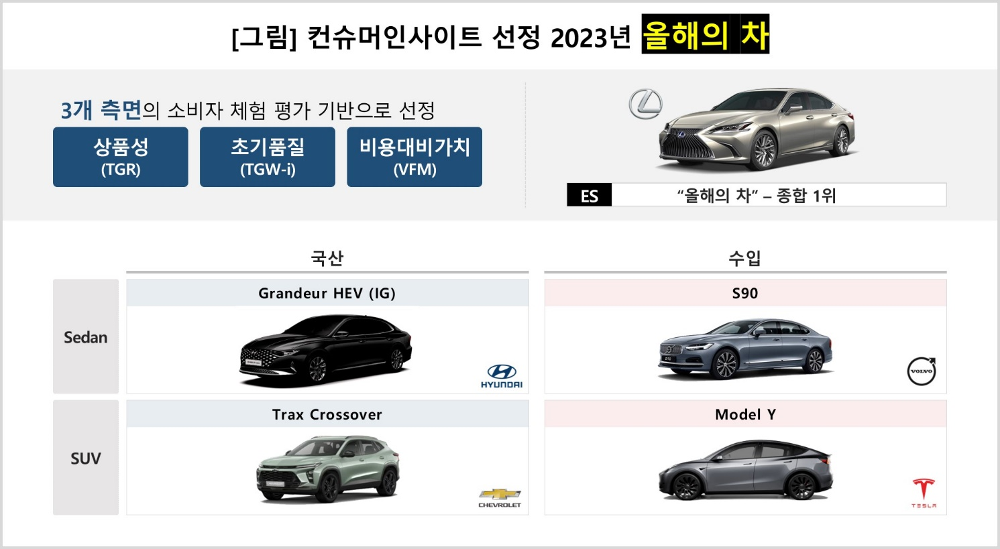 [그림] 컨슈머인사이트 선정 2023년 올해의 차
3개 측면의 소비자 체험 평가 기반으로 선정
상품성
(TGR)
초기품질
(TGW-i)
비용대비가치
(VFM)
ES
“올해의 차” – 종합 1위
국산
수입
Sedan
Grandeur HEV (IG)
HYUNDAI
S90
VOLVO
SUV
Trax Crossover
CHEVROLET
Model Y
TESLA